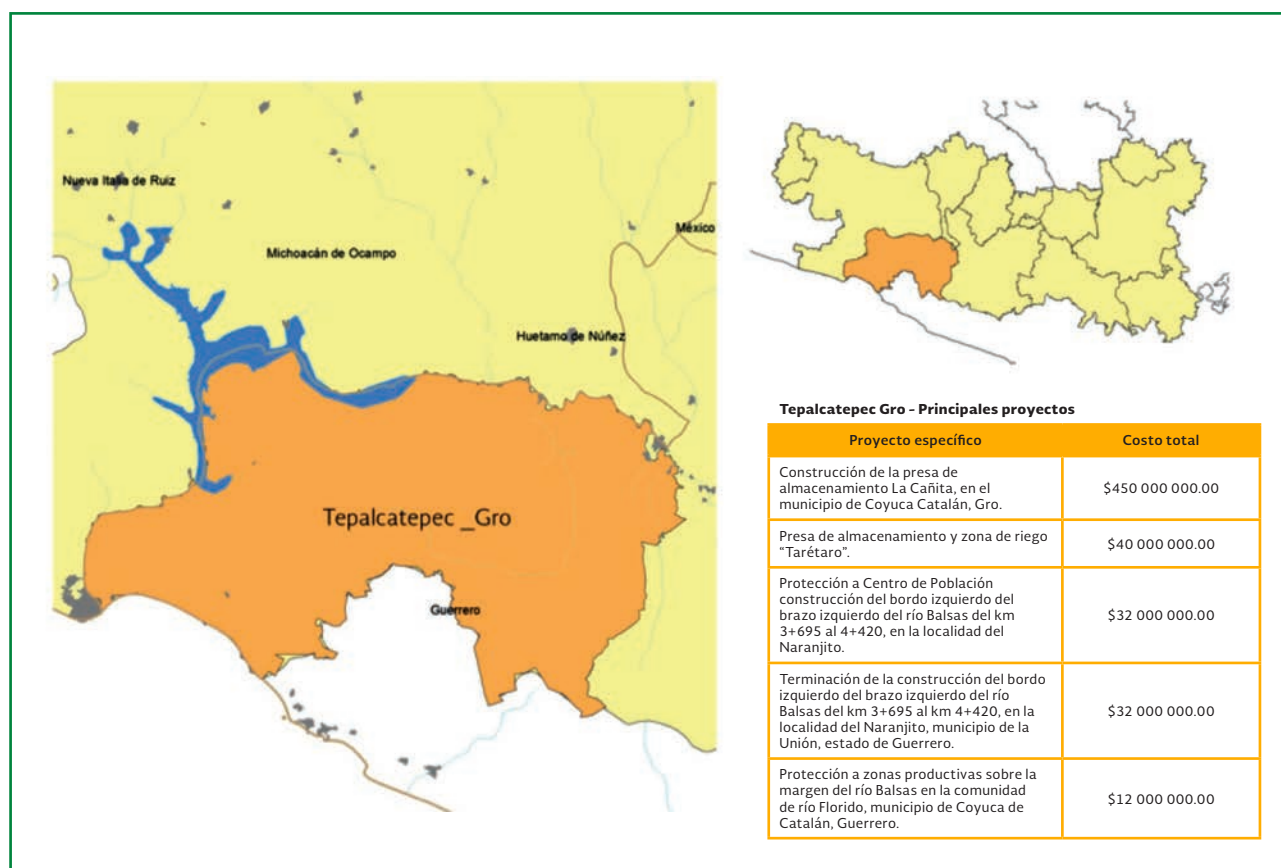 Nueva Italia de Ruiz
Michoacán de Ocampo
México
Huetamo de Núñez
Tepalcatepec _Gro
Guerrero
Tepalcatepec Gro - Principales proyectos
Proyecto específico
Costo total
Construcción de la presa de
almacenamiento La Cañita, en el
municipio de Coyuca Catalán, Gro.
$450 000 000.00
Presa de almacenamiento y zona de riego
“Tarétaro”.
$40 000 000.00
Protección a Centro de Población
construcción del bordo izquierdo del
brazo izquierdo del río Balsas del km
3+695 al 4+420, en la localidad del
Naranjito.
$32 000 000.00
Terminación de la construcción del bordo
izquierdo del brazo izquierdo del río
Balsas del km 3+695 al km 4+420, en la
localidad del Naranjito, municipio de la
Unión, estado de Guerrero.
$32 000 000.00
Protección a zonas productivas sobre la
margen del río Balsas en la comunidad
de río Florido, municipio de Coyuca de
Catalán, Guerrero.
$12 000 000.00